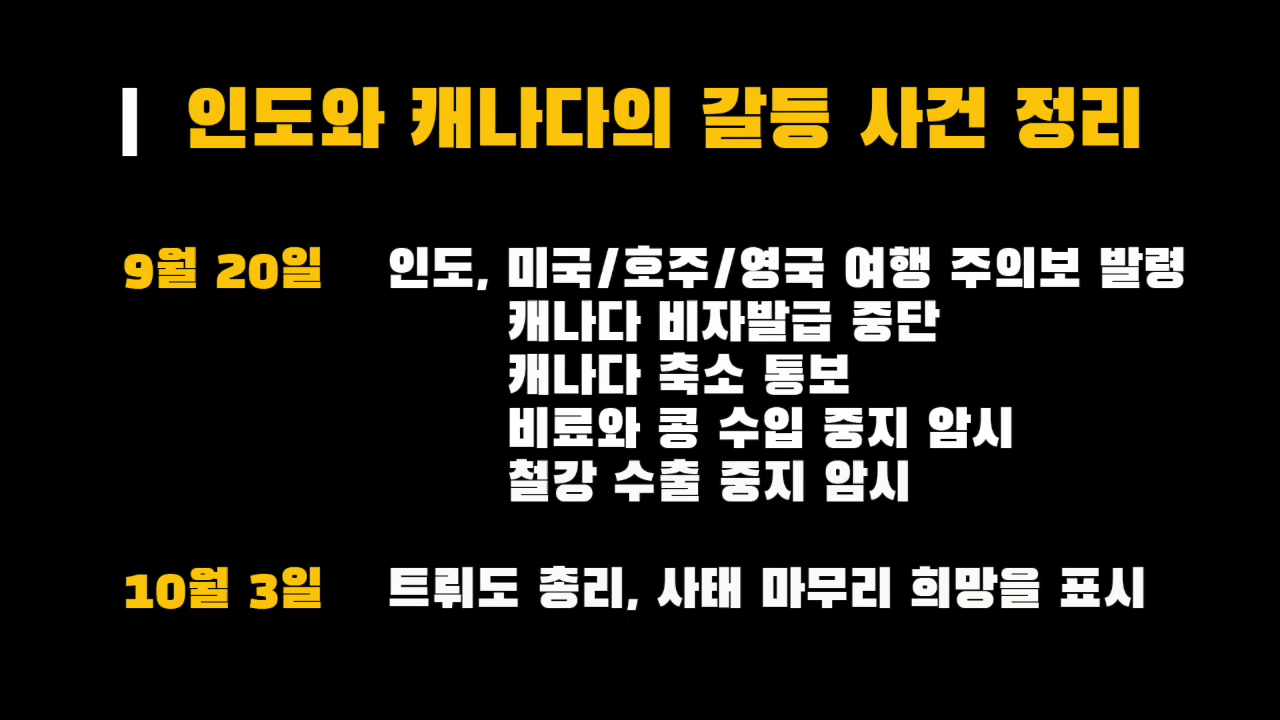 인도와 캐나다의 갈등 사건 정리
9월 20일 인도, 미국/호주/영국 여행 주의보 발령
캐나다 비자발급 중단
캐나다 축소 통보
비료와 콩 수입 중지 암시
철강 수출 중지 암시
10월 3일 트뤼도 총리, 사태 마무리 희망을 표시